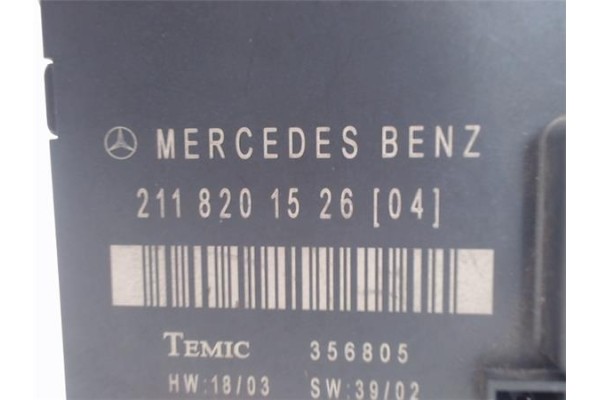 MERCEDES BENZ
211 820 15 26 [04]
TEMIC 356805
HW:18/03 SW:39/02